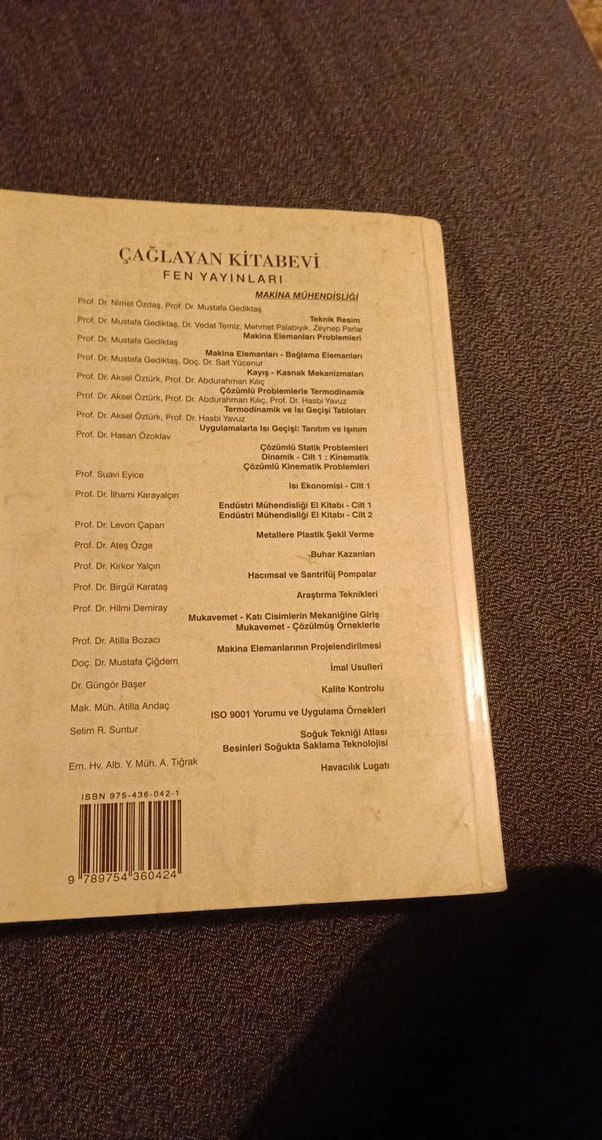 ÇAĞLAYAN KİTABEVİ
FEN YAYINLARI
MAKİNA MÜHENDİSLİĞİ
Prof. Dr. Nimet Özdaş, Prof. Dr. Mustafa Gediktaş
Teknik Resim
Prof. Dr. Mustafa Gediktaş, Dr. Vedat Temiz, Mehmet Palabıyık, Zeynep Parlar
Makina Elemanları Problemleri
Prof. Dr. Mustafa Gediktaş
Makina Elemanları - Bağlama Elemanları
Prof. Dr. Mustafa Gediktaş, Doç. Dr. Sait Yücenur
Kayış - Kasnak Mekanizmaları
Prof. Dr. Aksel Öztürk, Prof. Dr. Abdurahman Kılıç
Çözümlü Problemlerle Termodinamik
Prof. Dr. Aksel Öztürk, Prof. Dr. Abdurahman Kılıç, Prof. Dr. Hasbi Yavuz
Termodinamik ve Isı Geçişi Tabloları
Prof. Dr. Aksel Öztürk, Prof. Dr. Hasbi Yavuz
Uygulamalarla Isı Geçişi: Tanıtım ve Işınım
Prof. Dr. Hasan Özoklav
Çözümlü Statik Problemleri
Dinamik - Cilt 1 : Kinematik
Çözümlü Kinematik Problemleri
Prof. Suavi Eyice
Isı Ekonomisi - Cilt 1
Prof. Dr. İlhami Karayalçın
Endüstri Mühendisliği El Kitabı - Cilt 1
Endüstri Mühendisliği El Kitabı - Cilt 2
Prof. Dr. Levon Çapan
Metallere Plastik Şekil Verme
Prof. Dr. Ateş Özge
Buhar Kazanları
Prof. Dr. Kirkor Yalçın
Hacımsal ve Santrifüj Pompalar
Prof. Dr. Birgül Karataş
Araştırma Teknikleri
Prof. Dr. Hilmi Demiray
Mukavemet - Katı Cisimlerin Mekaniğine Giriş
Mukavemet - Çözülmüş Örneklerle
Prof. Dr. Atilla Bozacı
Makina Elemanlarının Projelendirilmesi
Doç. Dr. Mustafa Çiğdem
İmal Usulleri
Dr. Güngör Başer
Kalite Kontrolu
Mak. Müh. Atilla Andaç
ISO 9001 Yorumu ve Uygulama Örnekleri
Selim R. Suntur
Soğuk Tekniği Atlası
Besinleri Soğukta Saklama Teknolojisi
Em. Hv. Alb. Y. Müh. A. Tığrak
Havacılık Lugatı
ISBN 975-436-042-1
9 789754 360424